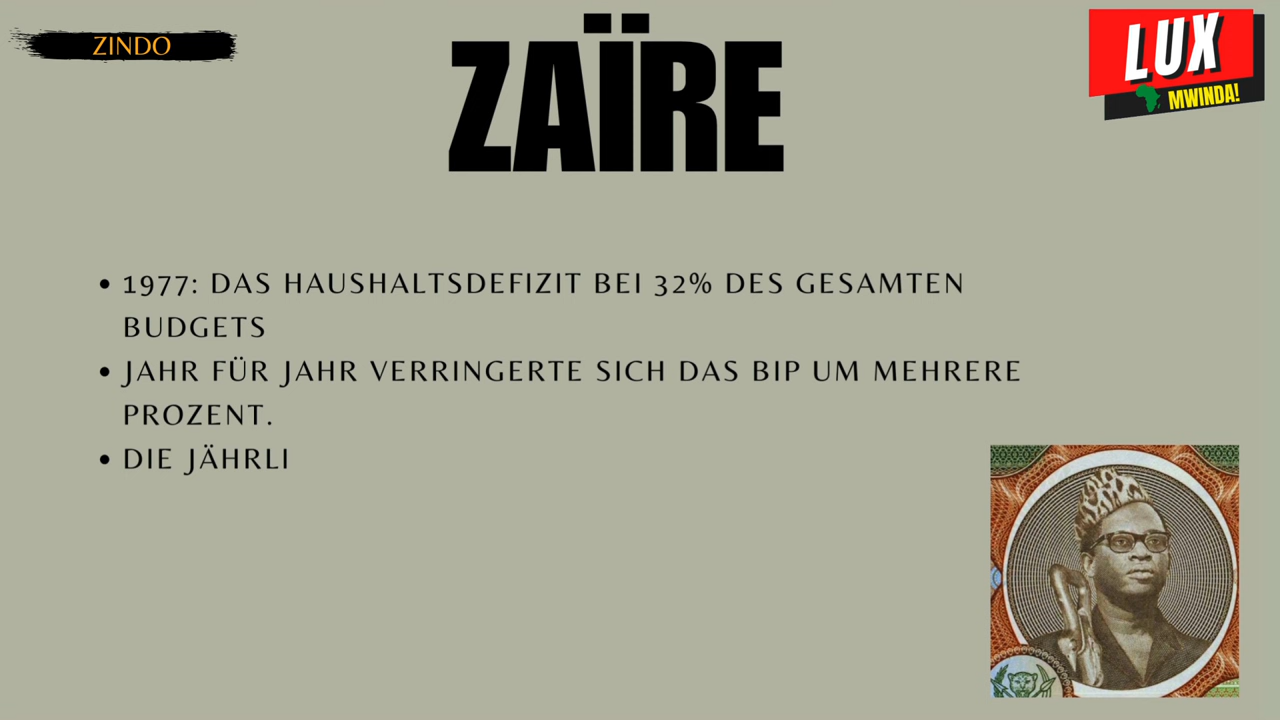 ZINDO
ZAÏRE
LUX
MWINDA!
• 1977: DAS HAUSHALTSDEFIZIT BEI 32% DES GESAMTEN
BUDGETS
• JAHR FÜR JAHR VERRINGERTE SICH DAS BIP UM MEHRERE
PROZENT.
• DIE JÄHRLI